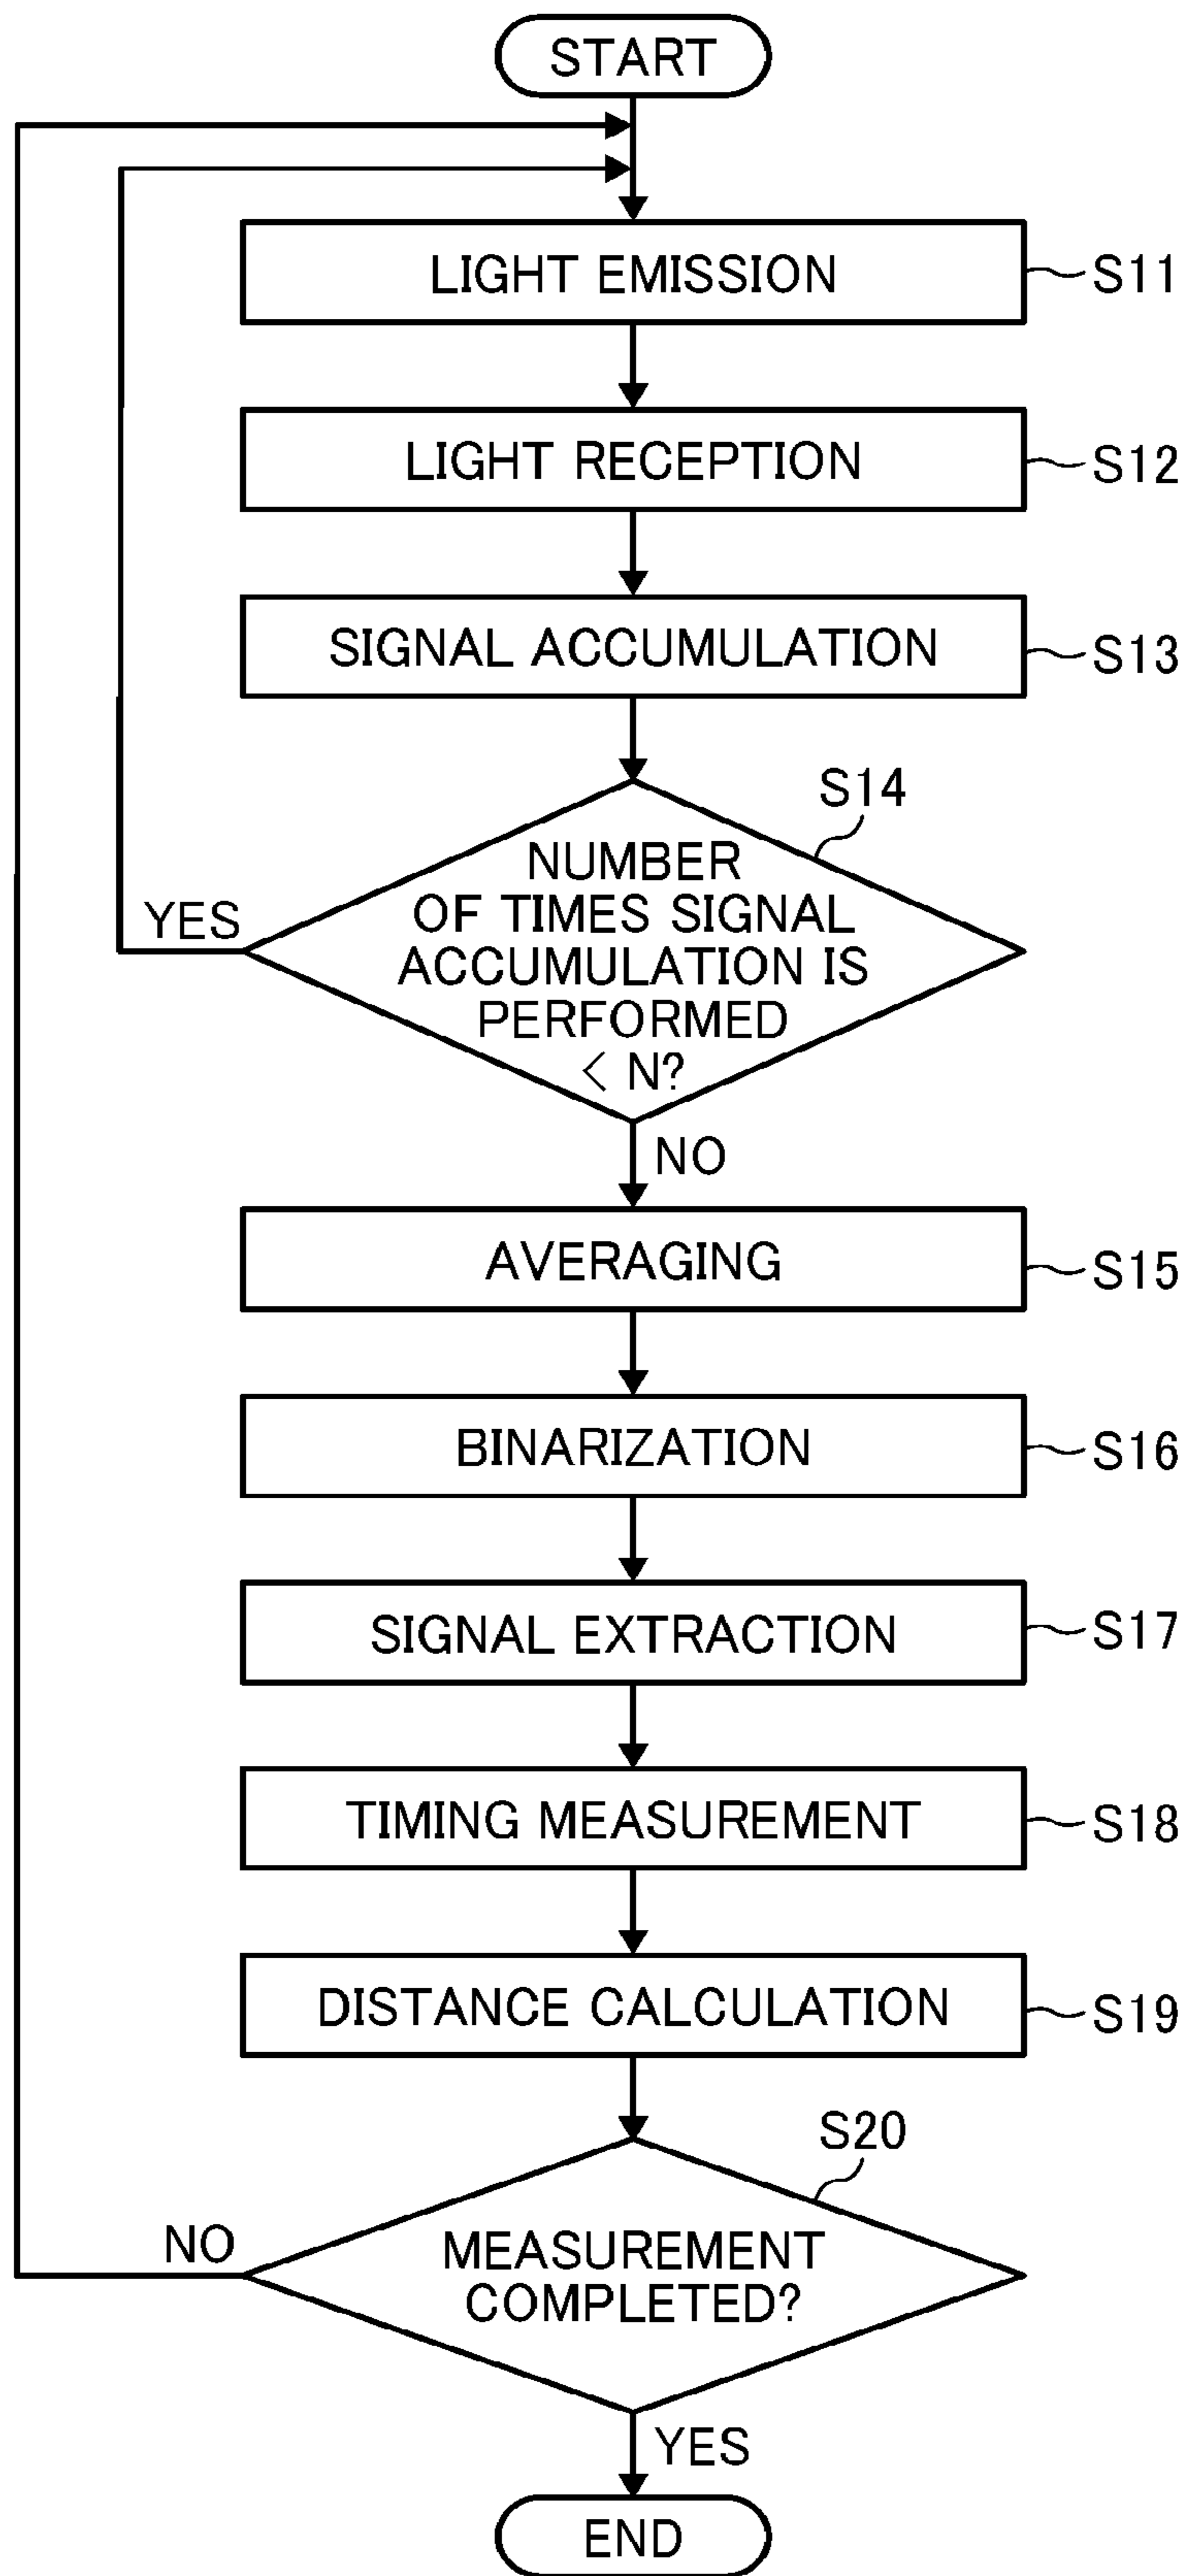 START
LIGHT EMISSION
S11
LIGHT RECEPTION
S12
SIGNAL ACCUMULATION
S13
S14
NUMBER
OF TIMES SIGNAL
ACCUMULATION IS
PERFORMED
< N?
YES
NO
AVERAGING
S15
BINARIZATION
S16
SIGNAL EXTRACTION
S17
TIMING MEASUREMENT
S18
DISTANCE CALCULATION
S19
S20
MEASUREMENT
COMPLETED?
NO
YES
END